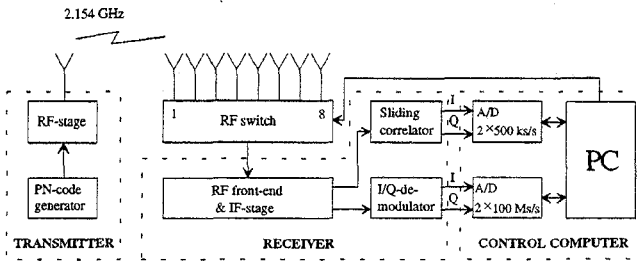 2.154 GHz
RF-stage
PN-code
generator
TRANSMITTER
1
8
RF switch
RF front-end
& IF-stage
RECEIVER
Sliding
correlator
I/Q-de-
modulator
I
Q
I
Q
A/D
2×500 ks/s
A/D
2×100 Ms/s
PC
CONTROL COMPUTER